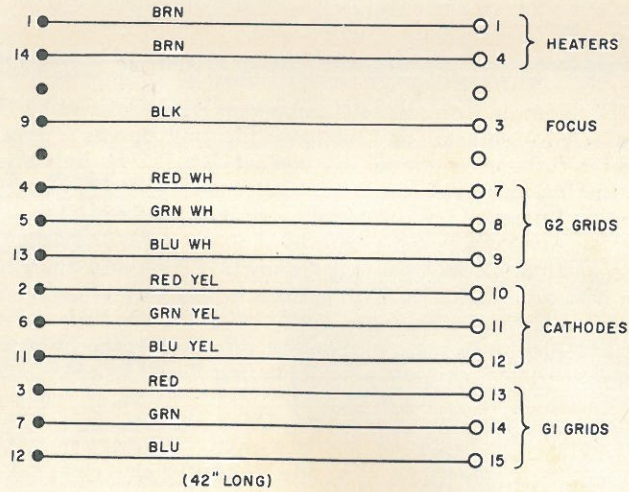 1 BRN 1
14 BRN 4
HEATERS
9 BLK 3 FOCUS
4 RED WH 7
5 GRN WH 8 G2 GRIDS
13 BLU WH 9
2 RED YEL 10
6 GRN YEL 11 CATHODES
11 BLU YEL 12
3 RED 13
7 GRN 14 G1 GRIDS
12 BLU 15
(42" LONG)